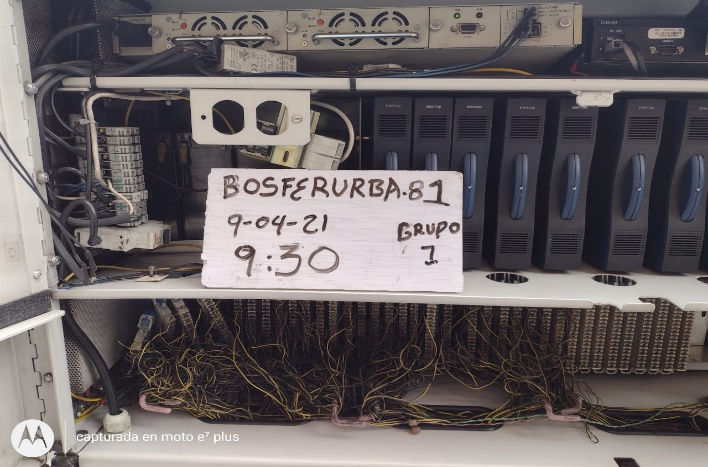 BOSFERURBA.81
9-04-21
GRUPO
1
9:30
capturada en moto e⁷ plus